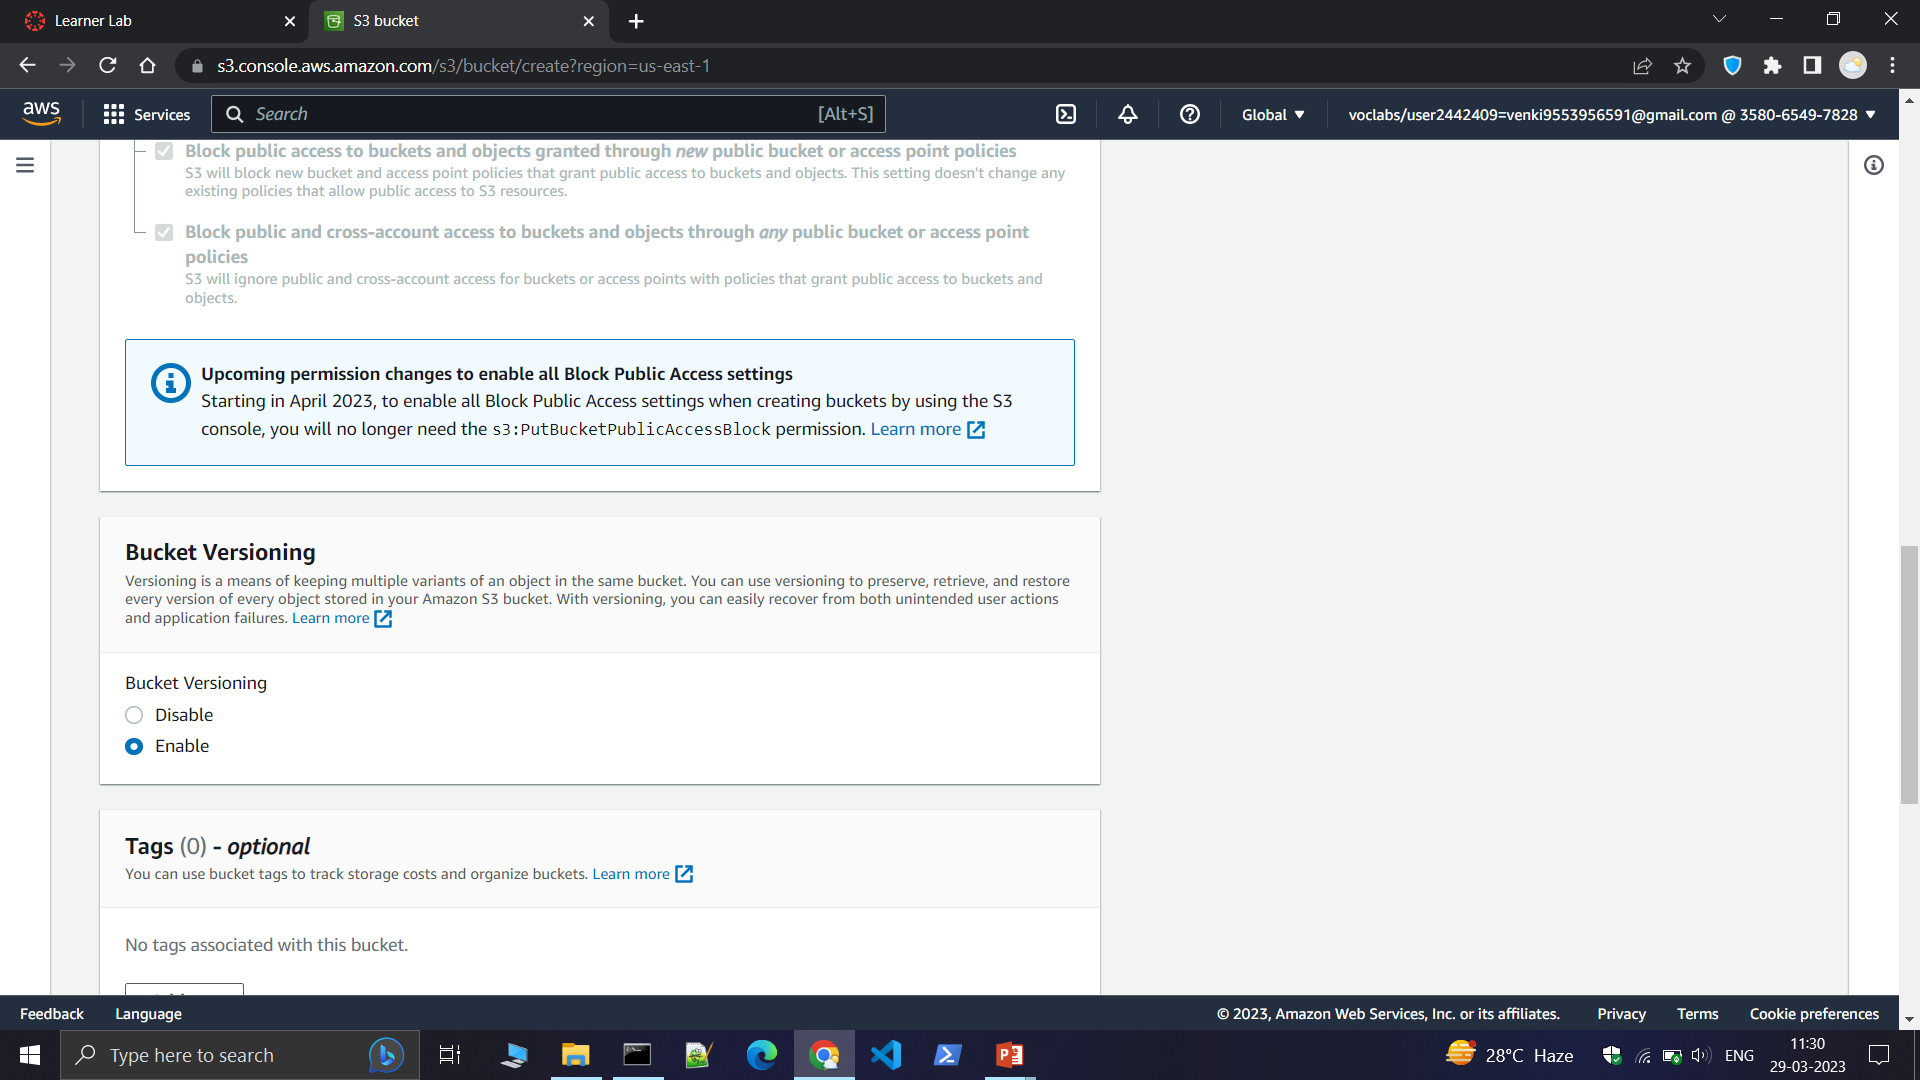 Learner Lab
S3 bucket
s3.console.aws.amazon.com/s3/bucket/create?region=us-east-1
aws
Services
Search
[Alt+S]
Global
voclabs/user2442409=venki9553956591@gmail.com @ 3580-6549-7828
Block public access to buckets and objects granted through new public bucket or access point policies
S3 will block new bucket and access point policies that grant public access to buckets and objects. This setting doesn't change any
existing policies that allow public access to S3 resources.
Block public and cross-account access to buckets and objects through any public bucket or access point
policies
S3 will ignore public and cross-account access for buckets or access points with policies that grant public access to buckets and
objects.
Upcoming permission changes to enable all Block Public Access settings
Starting in April 2023, to enable all Block Public Access settings when creating buckets by using the S3
console, you will no longer need the s3:PutBucketPublicAccessBlock permission. Learn more
Bucket Versioning
Versioning is a means of keeping multiple variants of an object in the same bucket. You can use versioning to preserve, retrieve, and restore
every version of every object stored in your Amazon S3 bucket. With versioning, you can easily recover from both unintended user actions
and application failures. Learn more
Bucket Versioning
Disable
Enable
Tags (0) - optional
You can use bucket tags to track storage costs and organize buckets. Learn more
No tags associated with this bucket.
Feedback
Language
© 2023, Amazon Web Services, Inc. or its affiliates.
Privacy
Terms
Cookie preferences
Type here to search
28°C Haze
ENG
11:30
29-03-2023